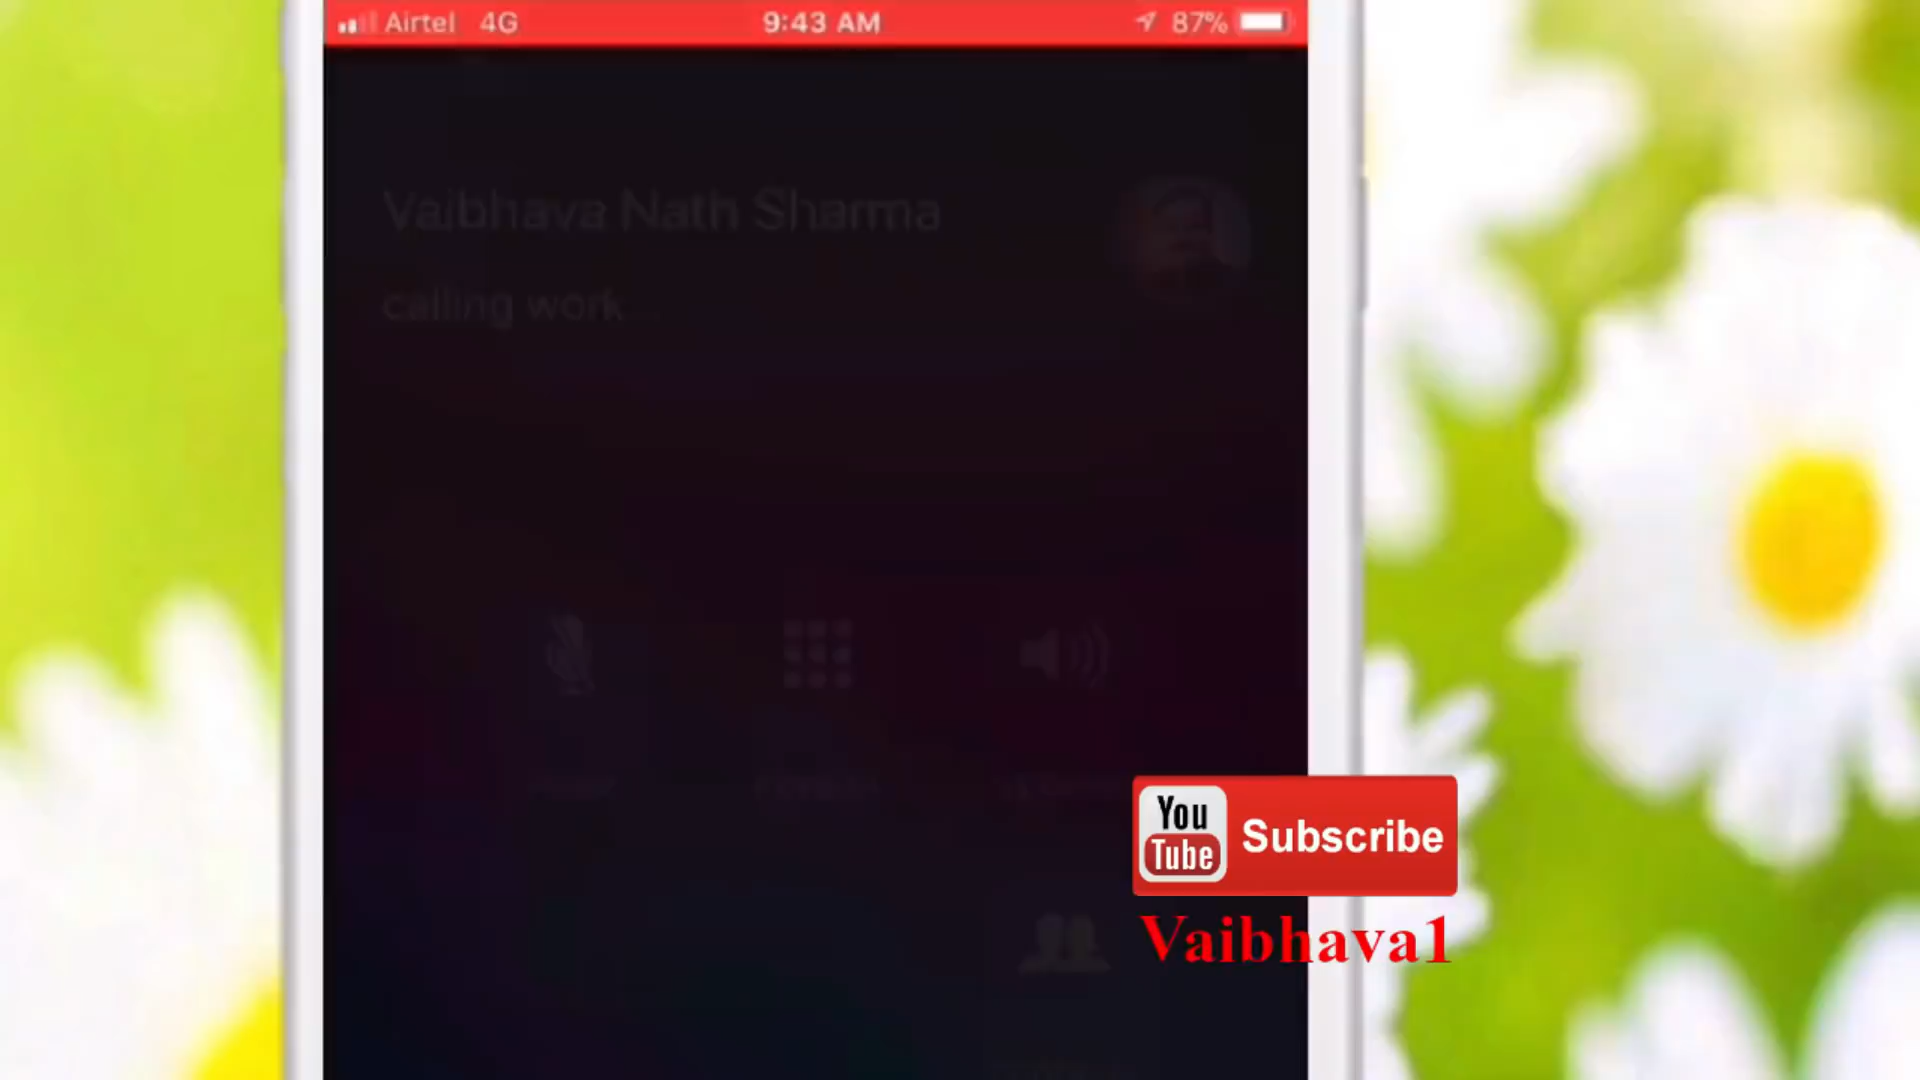 Airtel 4G 9:43 AM 87%
Vaibhava Nath Sharma
calling work...
You
Tube
Subscribe
Vaibhava1